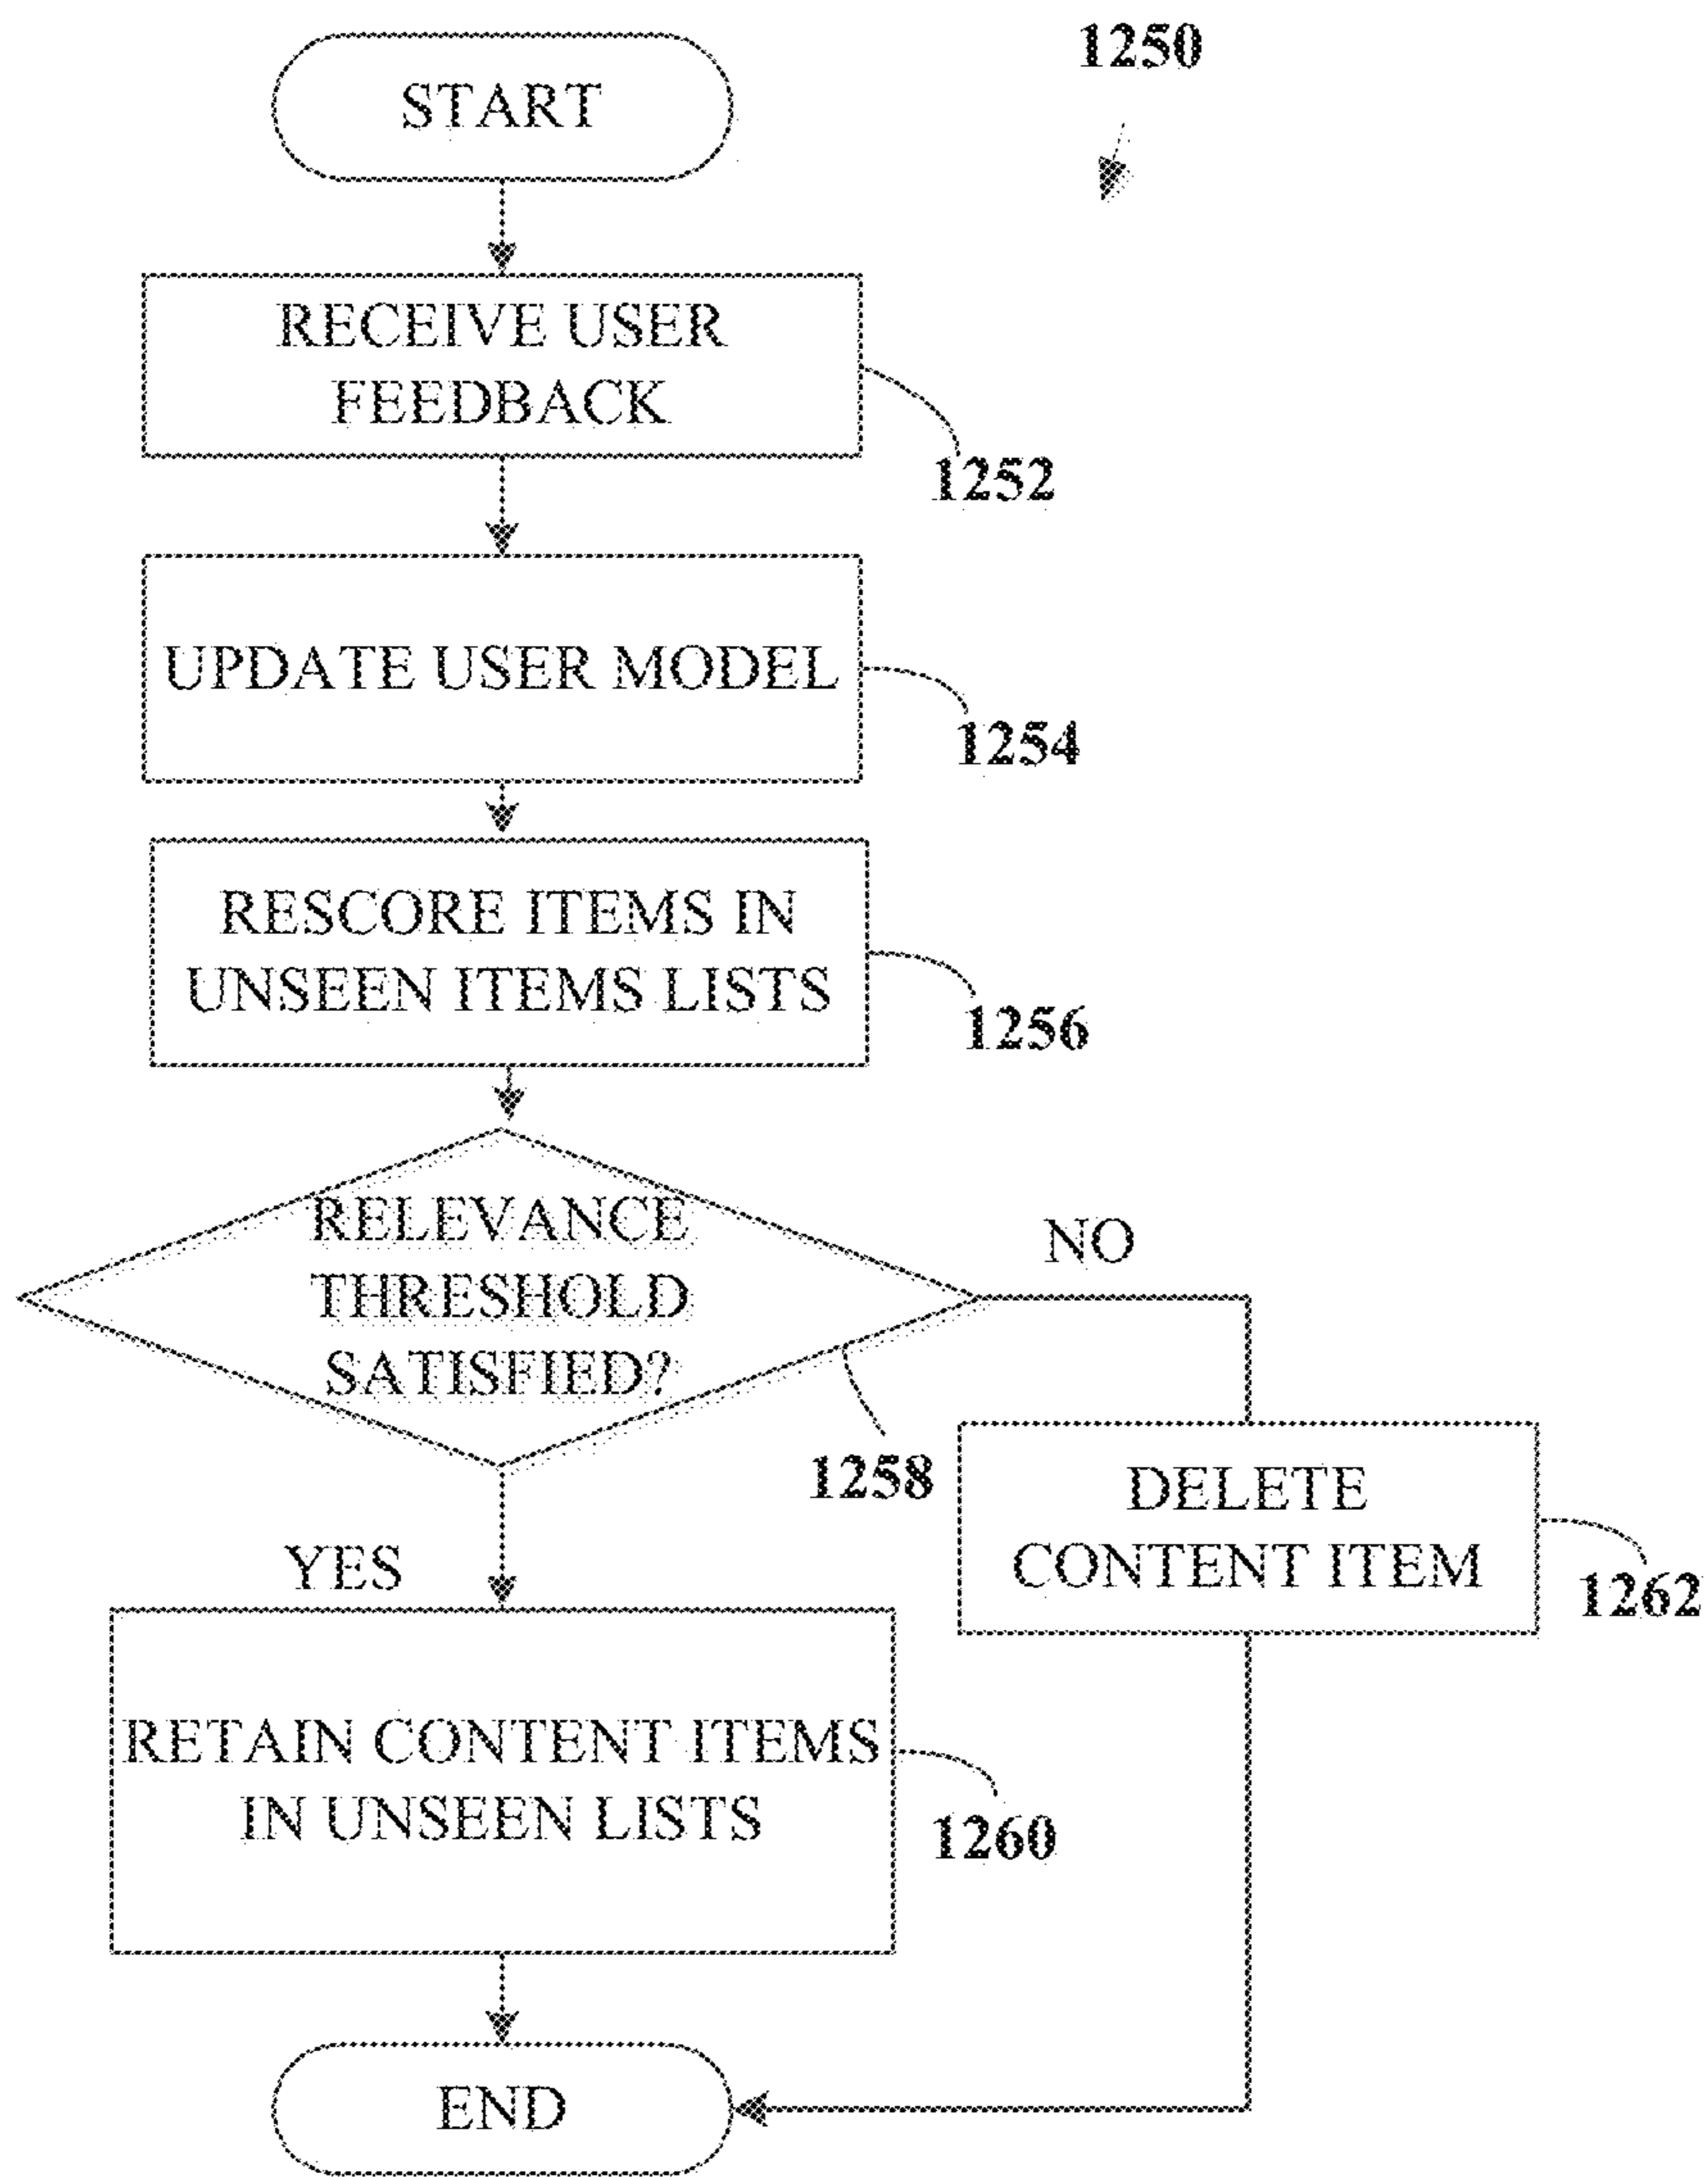 1250
START
RECEIVE USER
FEEDBACK
1252
UPDATE USER MODEL
1254
RESCORE ITEMS IN
UNSEEN ITEMS LISTS
1256
RELEVANCE
THRESHOLD
SATISFIED?
NO
1258
DELETE
CONTENT ITEM
1262
YES
RETAIN CONTENT ITEMS
IN UNSEEN LISTS
1260
END